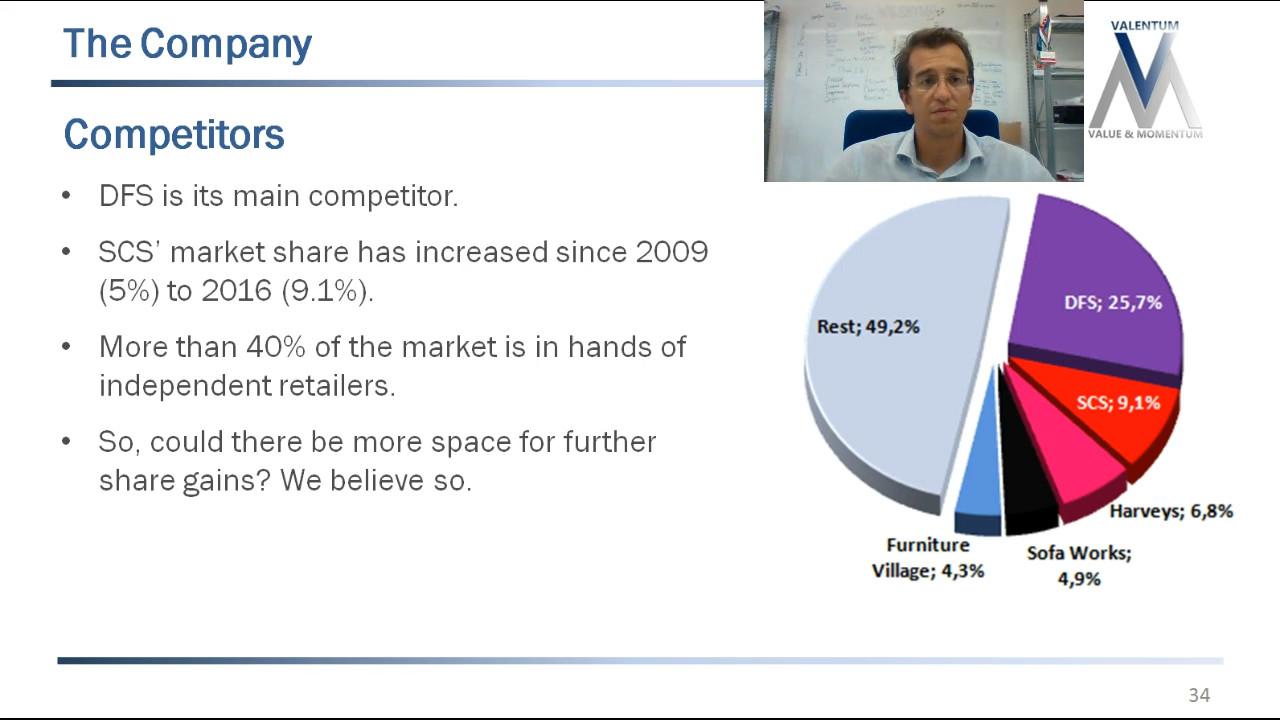 The Company
VALENTUM
VALUE & MOMENTUM
Competitors
• DFS is its main competitor.
• SCS’ market share has increased since 2009
(5%) to 2016 (9.1%).
• More than 40% of the market is in hands of
independent retailers.
• So, could there be more space for further
share gains? We believe so.
DFS; 25,7%
Rest; 49,2%
SCS; 9,1%
Harveys; 6,8%
Furniture
Village; 4,3%
Sofa Works;
4,9%
34